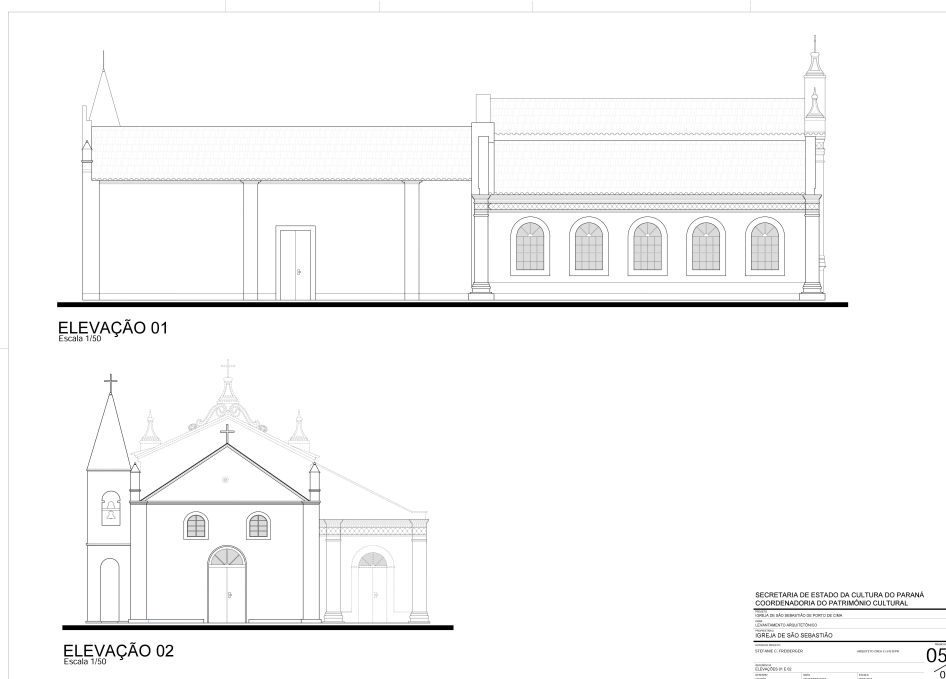 ELEVAÇÃO 01
Escala 1/50
ELEVAÇÃO 02
Escala 1/50
SECRETARIA DE ESTADO DA CULTURA DO PARANÁ
COORDENADORIA DO PATRIMÔNIO CULTURAL
IGREJA DE SÃO SEBASTIÃO DE PORTO DE CIMA
LEVANTAMENTO ARQUITETÔNICO
IGREJA DE SÃO SEBASTIÃO
STEFANIE C. FREIBERGER
ELEVAÇÕES 01 E 02
05